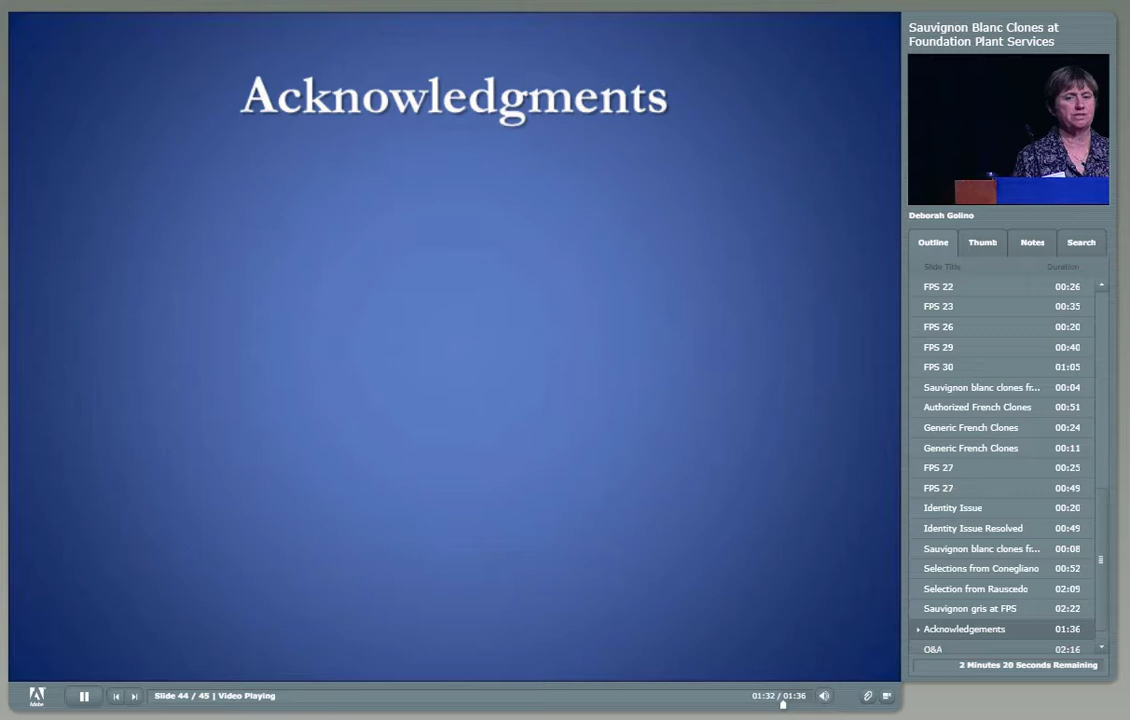 Acknowledgments
Sauvignon Blanc Clones at
Foundation Plant Services
Deborah Golino
Outline Thumb Notes Search
Slide Title Duration
FPS 22 00:26
FPS 23 00:35
FPS 26 00:20
FPS 29 00:40
FPS 30 01:05
Sauvignon blanc clones fr... 00:04
Authorized French Clones 00:51
Generic French Clones 00:24
Generic French Clones 00:11
FPS 27 00:25
FPS 27 00:49
Identity Issue 00:20
Identity Issue Resolved 00:49
Sauvignon blanc clones fr... 00:08
Selections from Conegliano 00:52
Selection from Rauscedo 02:09
Sauvignon gris at FPS 02:22
Acknowledgements 01:36
Q&A 02:16
2 Minutes 20 Seconds Remaining
Adobe
Slide 44 / 45 | Video Playing
01:32 / 01:36